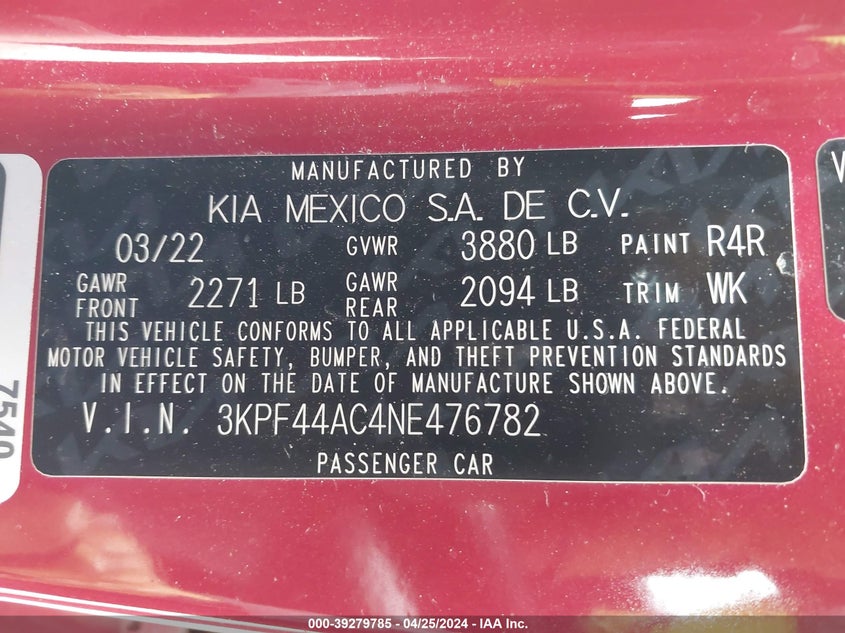 MANUFACTURED BY
KIA MEXICO S.A. DE C.V.
03/22 GVWR 3880 LB PAINT R4R
GAWR FRONT 2271 LB GAWR REAR 2094 LB TRIM WK
THIS VEHICLE CONFORMS TO ALL APPLICABLE U.S.A. FEDERAL
MOTOR VEHICLE SAFETY, BUMPER, AND THEFT PREVENTION STANDARDS
IN EFFECT ON THE DATE OF MANUFACTURE SHOWN ABOVE.
V.I.N. 3KPF44AC4NE476782
PASSENGER CAR
7540
V
000-39279785 - 04/25/2024 - IAA Inc.